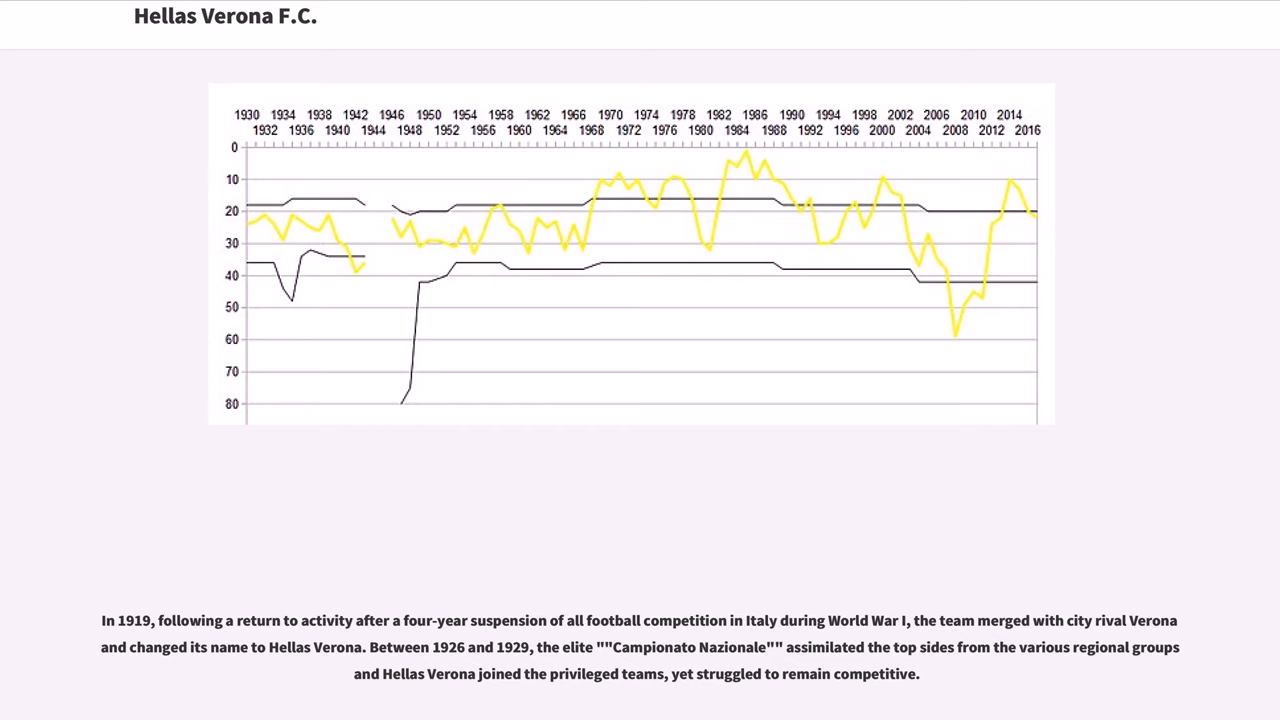 Hellas Verona F.C.
1930 1934 1938 1942 1946 1950 1954 1958 1962 1966 1970 1974 1978 1982 1986 1990 1994 1998 2002 2006 2010 2014
1932 1936 1940 1944 1948 1952 1956 1960 1964 1968 1972 1976 1980 1984 1988 1992 1996 2000 2004 2008 2012 2016
0
10
20
30
40
50
60
70
80
In 1919, following a return to activity after a four-year suspension of all football competition in Italy during World War I, the team merged with city rival Verona
and changed its name to Hellas Verona. Between 1926 and 1929, the elite ""Campionato Nazionale"" assimilated the top sides from the various regional groups
and Hellas Verona joined the privileged teams, yet struggled to remain competitive.